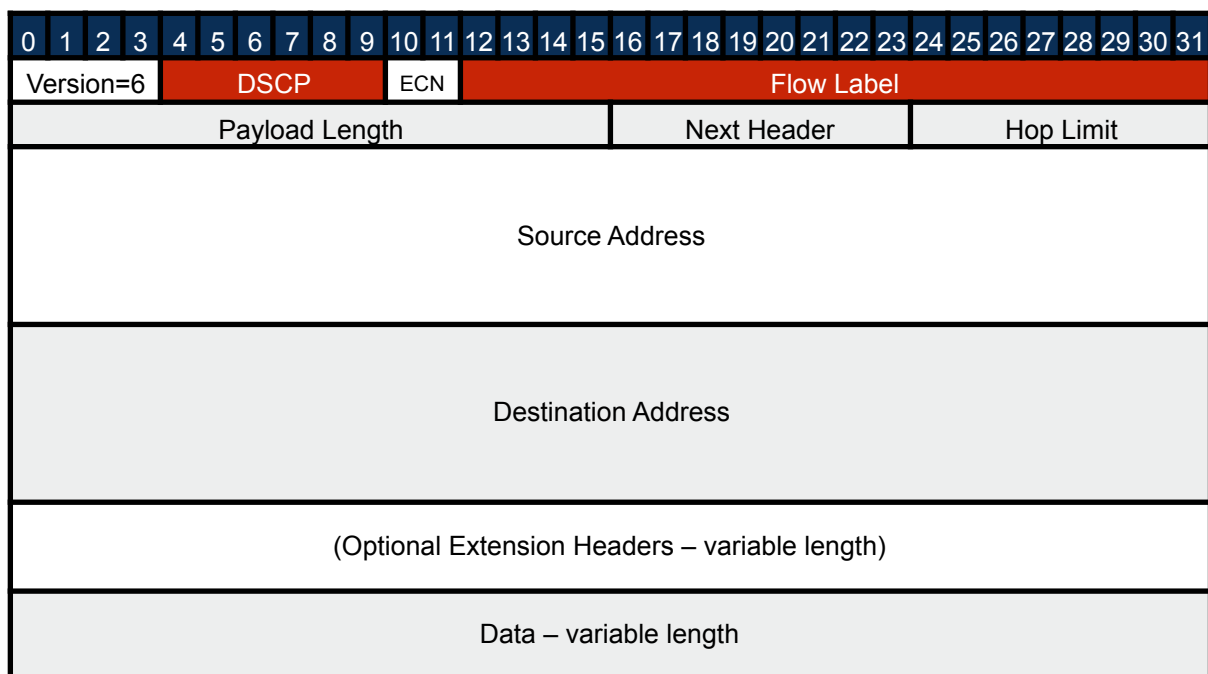 0 1 2 3 4 5 6 7 8 9 10 11 12 13 14 15 16 17 18 19 20 21 22 23 24 25 26 27 28 29 30 31
Version=6 DSCP ECN Flow Label
Payload Length Next Header Hop Limit
Source Address
Destination Address
(Optional Extension Headers – variable length)
Data – variable length